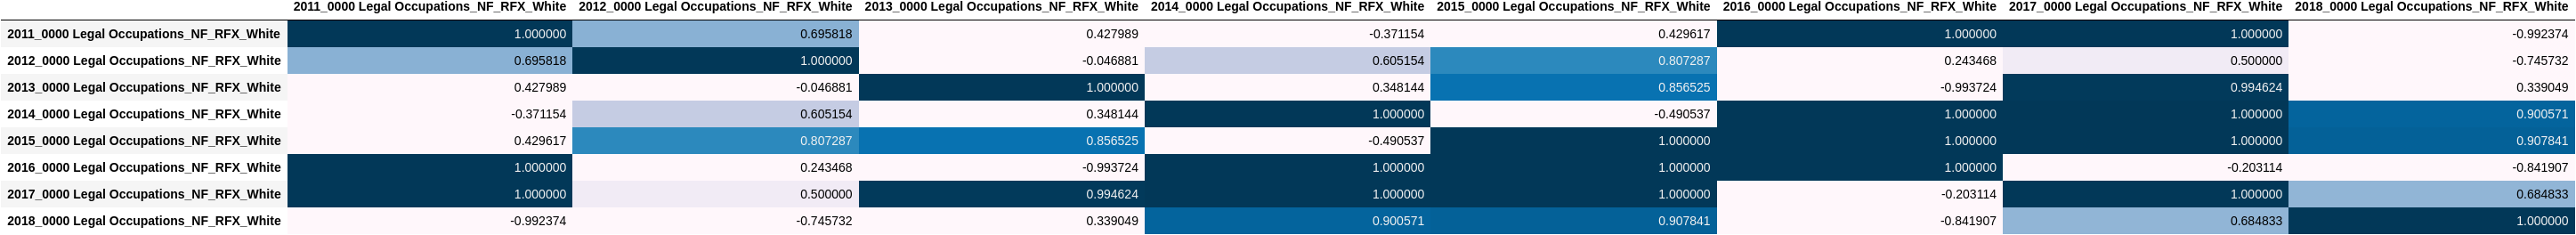 2011_0000 Legal Occupations_NF_RFX_White 2012_0000 Legal Occupations_NF_RFX_White 2013_0000 Legal Occupations_NF_RFX_White 2014_0000 Legal Occupations_NF_RFX_White 2015_0000 Legal Occupations_NF_RFX_White 2016_0000 Legal Occupations_NF_RFX_White 2017_0000 Legal Occupations_NF_RFX_White 2018_0000 Legal Occupations_NF_RFX_White
2011_0000 Legal Occupations_NF_RFX_White 1.000000 0.695818 0.427989 -0.371154 0.429617 1.000000 1.000000 -0.992374
2012_0000 Legal Occupations_NF_RFX_White 0.695818 1.000000 -0.046881 0.605154 0.807287 0.243468 0.500000 -0.745732
2013_0000 Legal Occupations_NF_RFX_White 0.427989 -0.046881 1.000000 0.348144 0.856525 -0.993724 0.994624 0.339049
2014_0000 Legal Occupations_NF_RFX_White -0.371154 0.605154 0.348144 1.000000 -0.490537 1.000000 1.000000 0.900571
2015_0000 Legal Occupations_NF_RFX_White 0.429617 0.807287 0.856525 -0.490537 1.000000 1.000000 1.000000 0.907841
2016_0000 Legal Occupations_NF_RFX_White 1.000000 0.243468 -0.993724 1.000000 1.000000 1.000000 -0.203114 -0.841907
2017_0000 Legal Occupations_NF_RFX_White 1.000000 0.500000 0.994624 1.000000 1.000000 -0.203114 1.000000 0.684833
2018_0000 Legal Occupations_NF_RFX_White -0.992374 -0.745732 0.339049 0.900571 0.907841 -0.841907 0.684833 1.000000